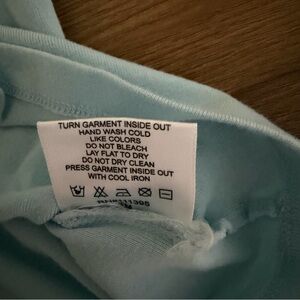 TURN GARMENT INSIDE OUT
HAND WASH COLD
LIKE COLORS
DO NOT BLEACH
LAY FLAT TO DRY
DO NOT DRY CLEAN
PRESS GARMENT INSIDE OUT
WITH COOL IRON